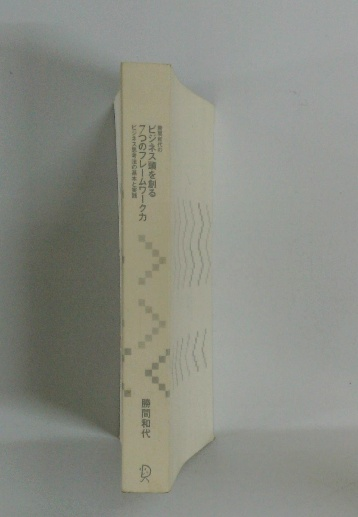 勝間和代の
ビジネス頭を創る
7つのフレームワーク力
ビジネス思考法の基本と実践
勝間和代